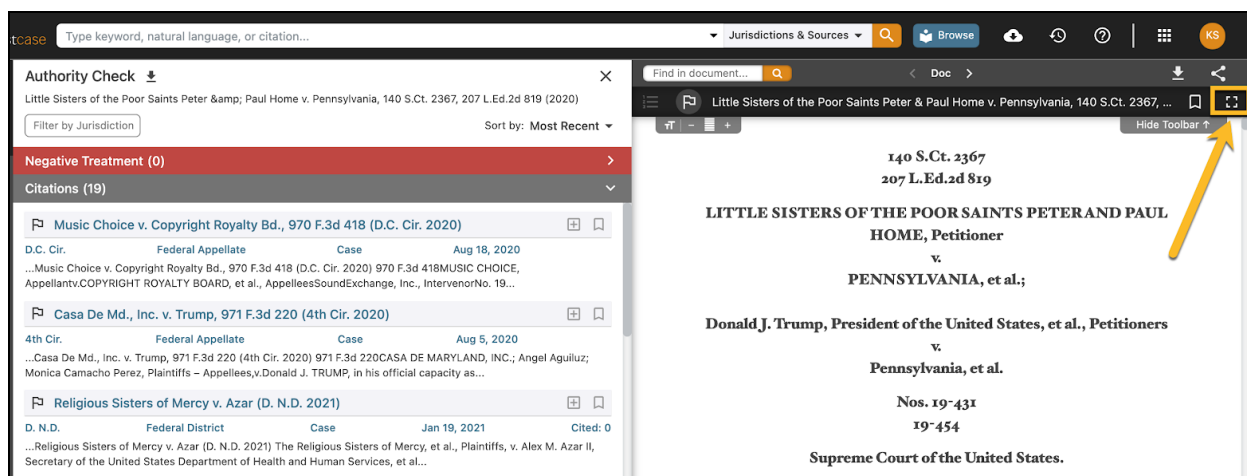 tcase
Type keyword, natural language, or citation...
Jurisdictions & Sources
Browse
KS
Authority Check
Little Sisters of the Poor Saints Peter &amp; Paul Home v. Pennsylvania, 140 S.Ct. 2367, 207 L.Ed.2d 819 (2020)
Filter by Jurisdiction
Sort by: Most Recent
Negative Treatment (0)
Citations (19)
Music Choice v. Copyright Royalty Bd., 970 F.3d 418 (D.C. Cir. 2020)
D.C. Cir. Federal Appellate Case Aug 18, 2020
...Music Choice v. Copyright Royalty Bd., 970 F.3d 418 (D.C. Cir. 2020) 970 F.3d 418MUSIC CHOICE,
Appellantv.COPYRIGHT ROYALTY BOARD, et al., AppelleesSoundExchange, Inc., IntervenorNo. 19...
Casa De Md., Inc. v. Trump, 971 F.3d 220 (4th Cir. 2020)
4th Cir. Federal Appellate Case Aug 5, 2020
...Casa De Md., Inc. v. Trump, 971 F.3d 220 (4th Cir. 2020) 971 F.3d 220CASA DE MARYLAND, INC.; Angel Aguiluz;
Monica Camacho Perez, Plaintiffs – Appellees,v.Donald J. TRUMP, in his official capacity as...
Religious Sisters of Mercy v. Azar (D. N.D. 2021)
D. N.D. Federal District Case Jan 19, 2021 Cited: 0
...Religious Sisters of Mercy v. Azar (D. N.D. 2021) The Religious Sisters of Mercy, et al., Plaintiffs, v. Alex M. Azar II,
Secretary of the United States Department of Health and Human Services, et al...
Find in document...
Doc
Little Sisters of the Poor Saints Peter & Paul Home v. Pennsylvania, 140 S.Ct. 2367, ...
TT − +
Hide Toolbar
140 S.Ct. 2367
207 L.Ed.2d 819
LITTLE SISTERS OF THE POOR SAINTS PETER AND PAUL
HOME, Petitioner
v.
PENNSYLVANIA, et al.;
Donald J. Trump, President of the United States, et al., Petitioners
v.
Pennsylvania, et al.
Nos. 19-431
19-454
Supreme Court of the United States.